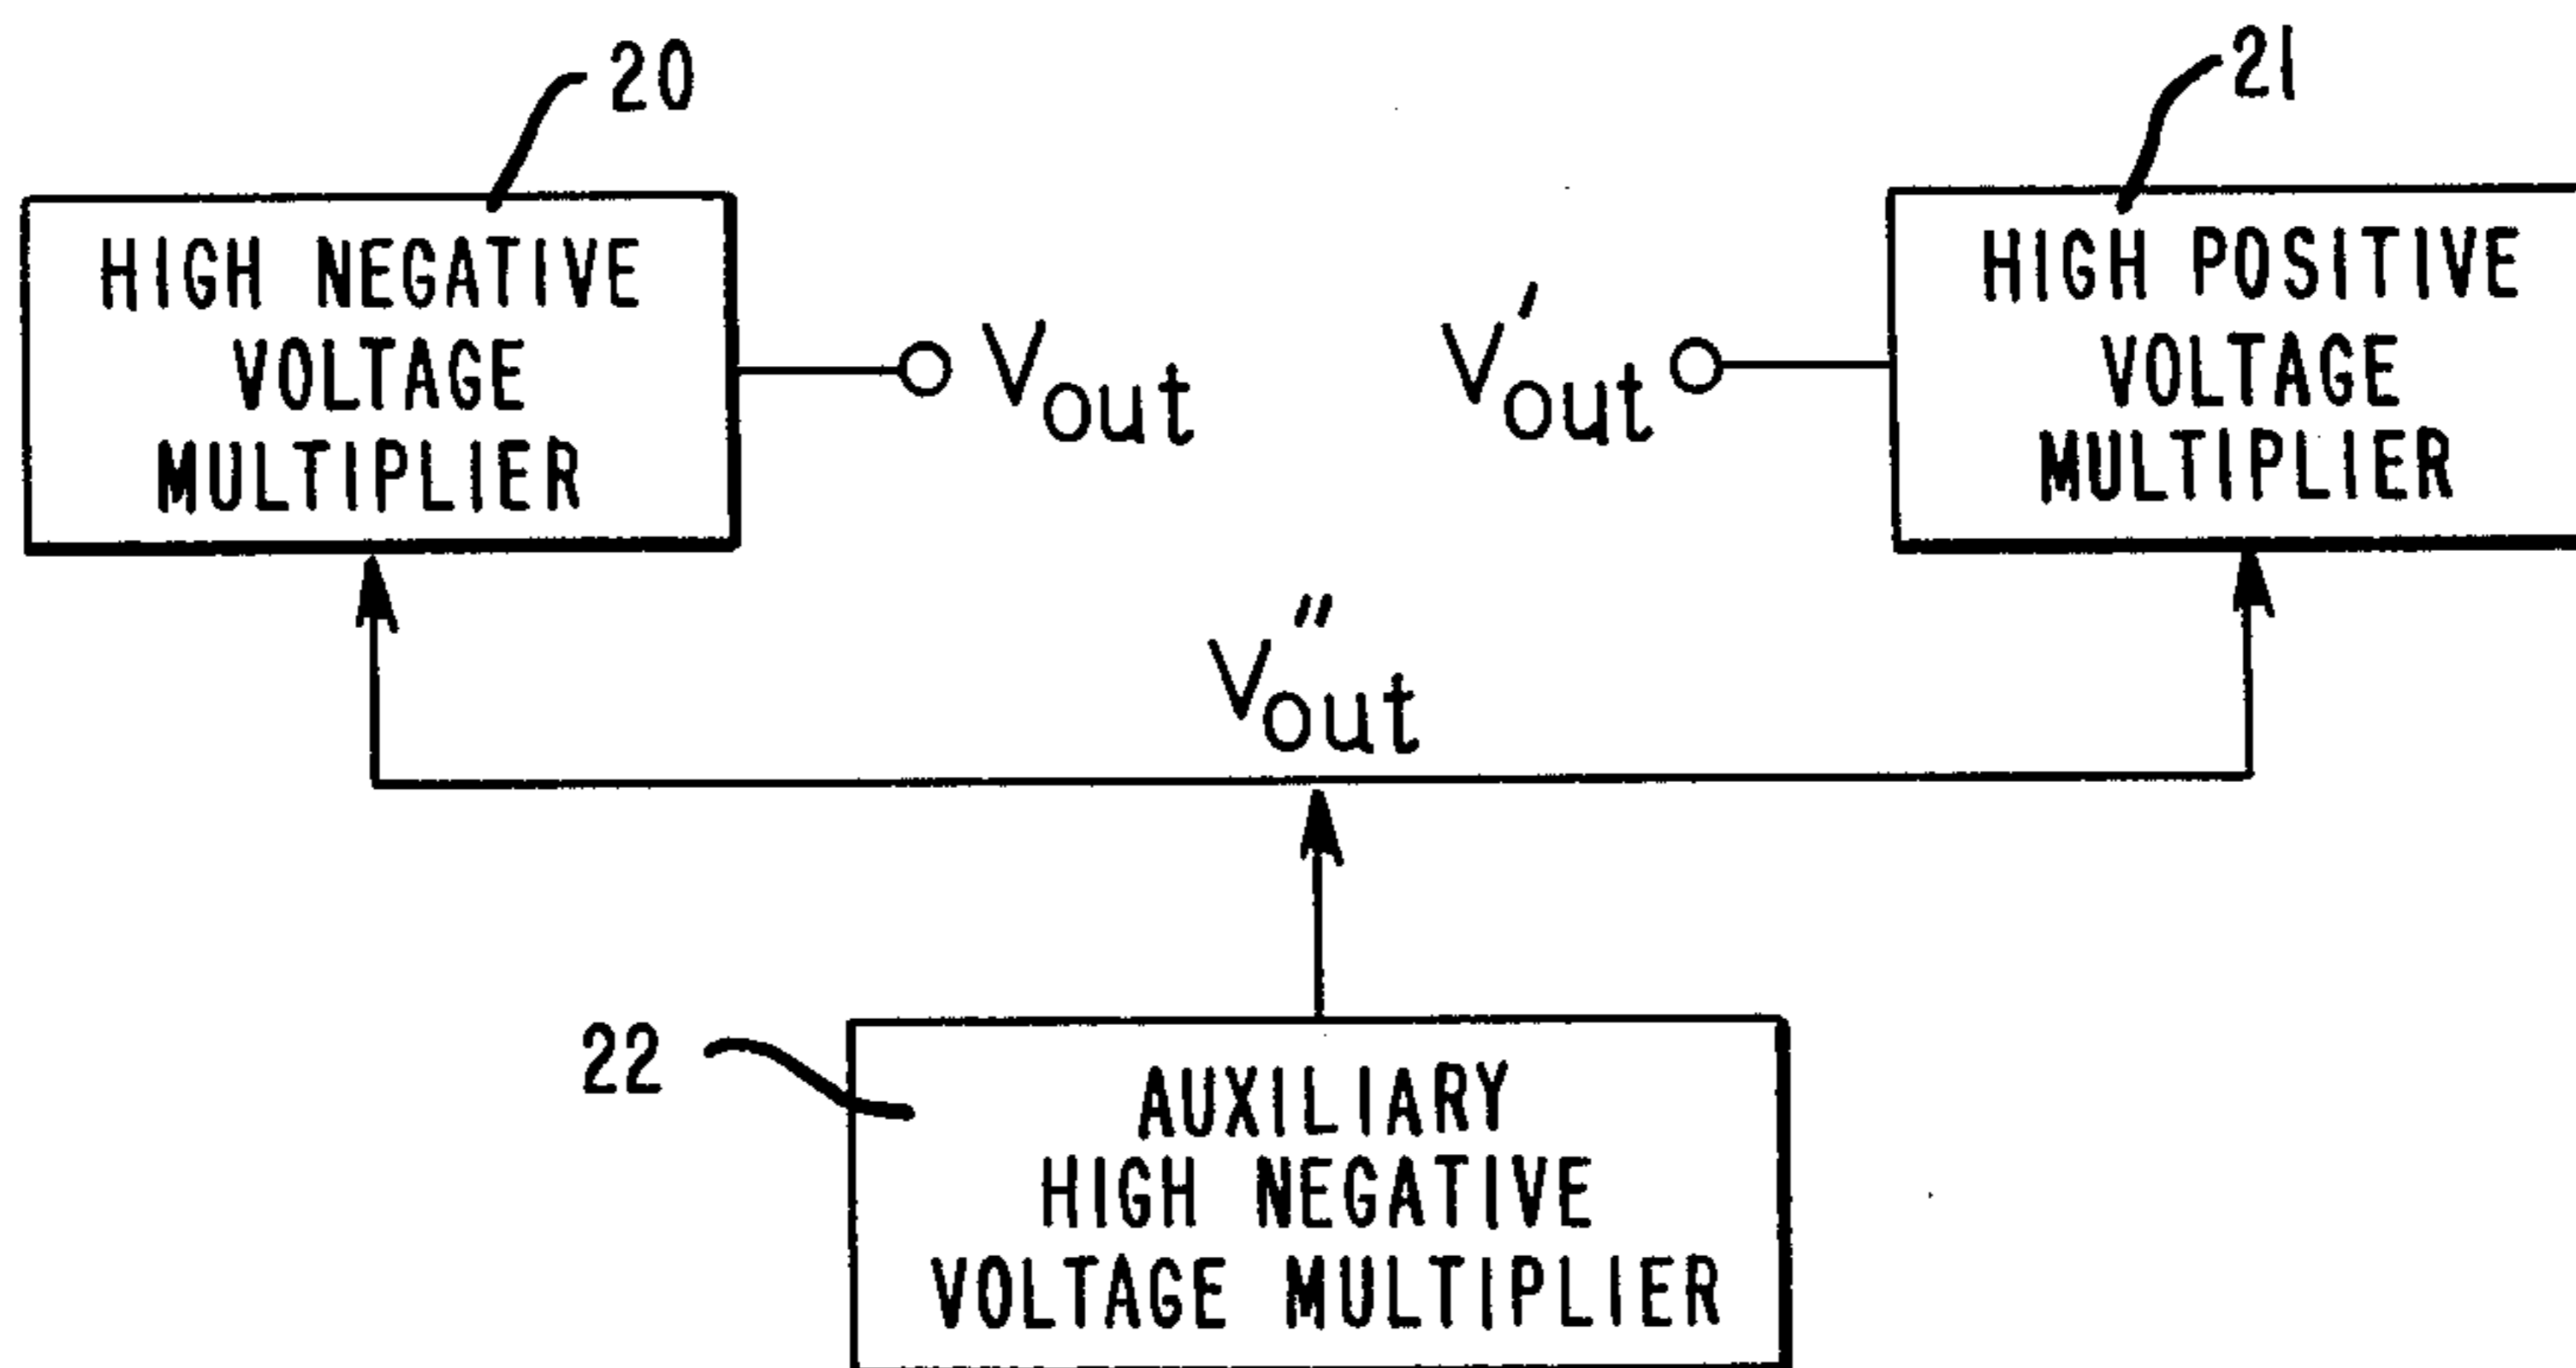 20
21
HIGH NEGATIVE
VOLTAGE
MULTIPLIER
Vout
V'out
HIGH POSITIVE
VOLTAGE
MULTIPLIER
V"out
22
AUXILIARY
HIGH NEGATIVE
VOLTAGE MULTIPLIER